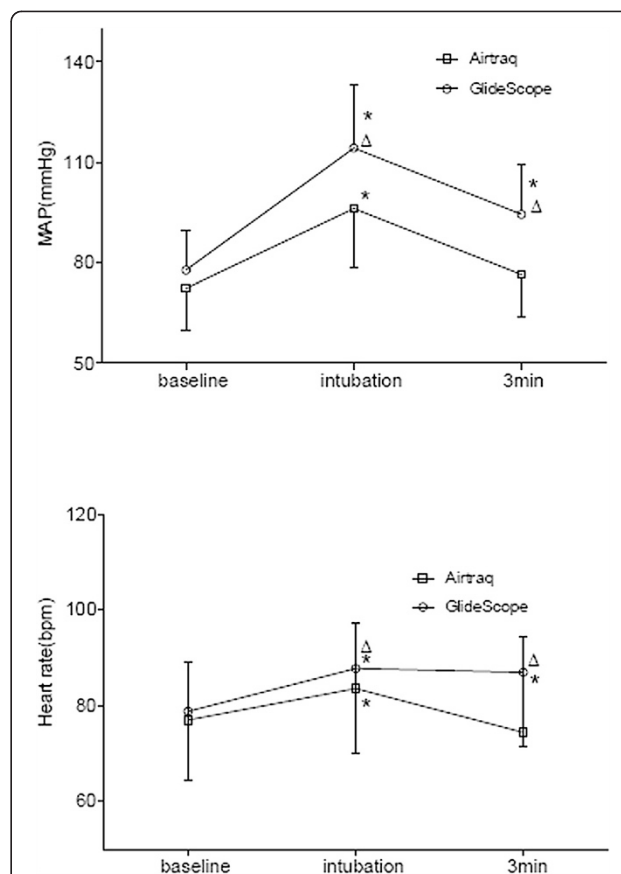 140
Airtraq
GlideScope
*
Δ
*
110
*
Δ
MAP(mmHg)
80
50
baseline intubation 3min
120
Airtraq
GlideScope
100
Δ
*
*
Δ
*
Heart rate(bpm)
80
60
baseline intubation 3min